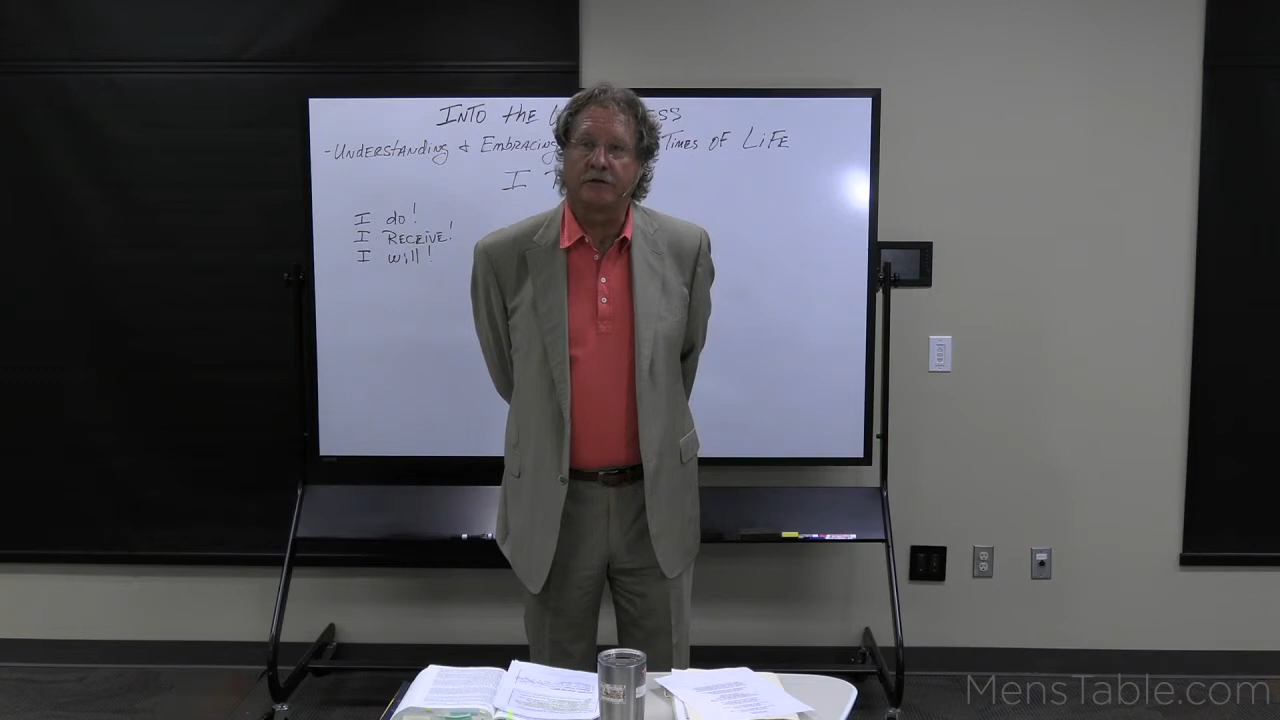 INTO the
- UNDERSTANDING & EMBRACING TIMES OF LIFE
I
I do!
I RECEIVE!
I will!
MensTable.com